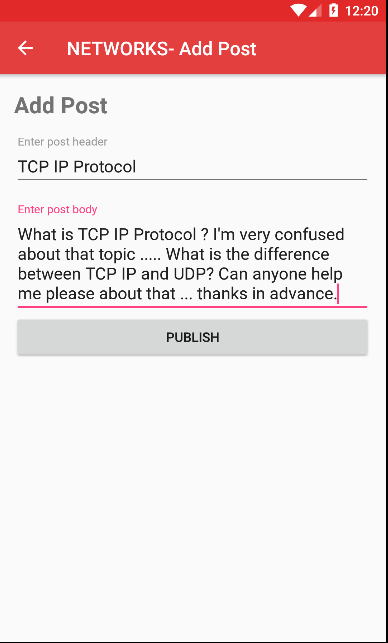 12:20
NETWORKS- Add Post
Add Post
Enter post header
TCP IP Protocol
Enter post body
What is TCP IP Protocol ? I'm very confused
about that topic ..... What is the difference
between TCP IP and UDP? Can anyone help
me please about that ... thanks in advance.
PUBLISH